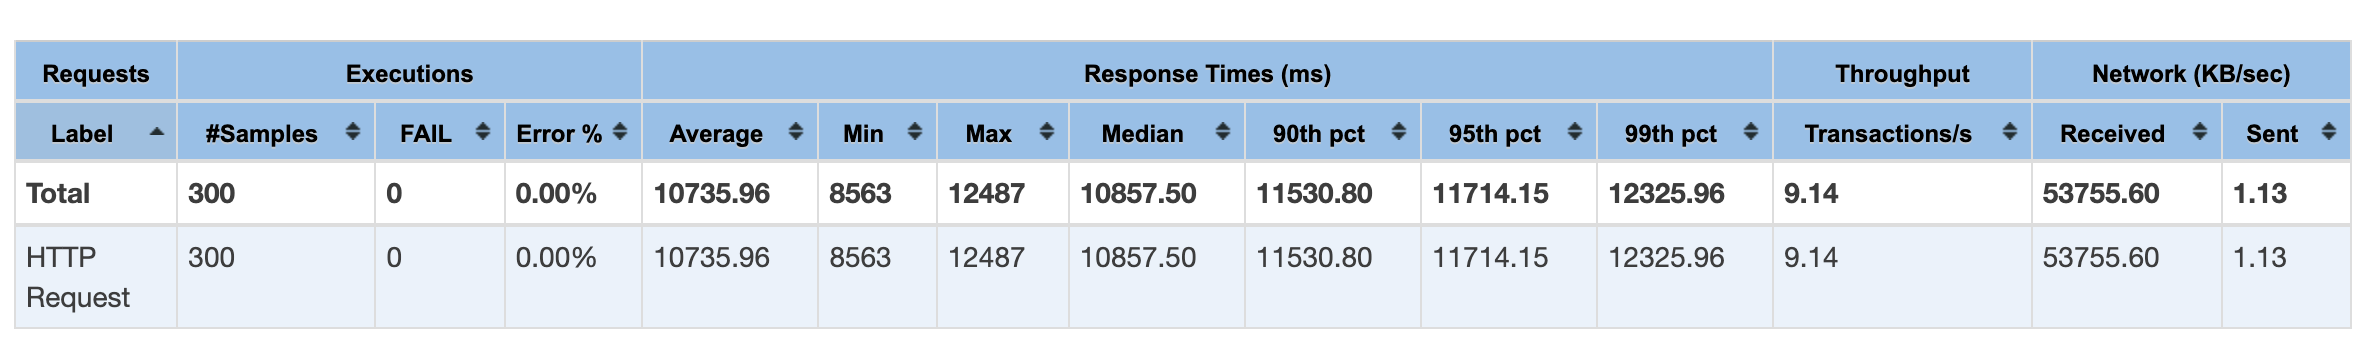 Requests Executions Response Times (ms) Throughput Network (KB/sec)
Label #Samples FAIL Error % Average Min Max Median 90th pct 95th pct 99th pct Transactions/s Received Sent
Total 300 0 0.00% 10735.96 8563 12487 10857.50 11530.80 11714.15 12325.96 9.14 53755.60 1.13
HTTP 300 0 0.00% 10735.96 8563 12487 10857.50 11530.80 11714.15 12325.96 9.14 53755.60 1.13
Request